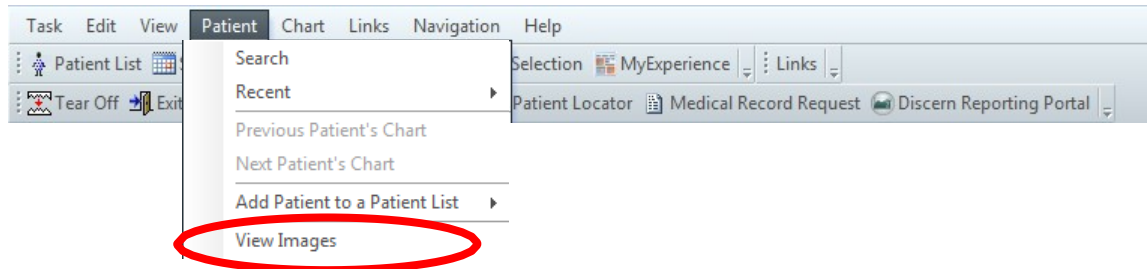 Task Edit View Patient Chart Links Navigation Help
Patient List Selection MyExperience Links
Tear Off Exit Patient Locator Medical Record Request Discern Reporting Portal
Search
Recent
Previous Patient's Chart
Next Patient's Chart
Add Patient to a Patient List
View Images